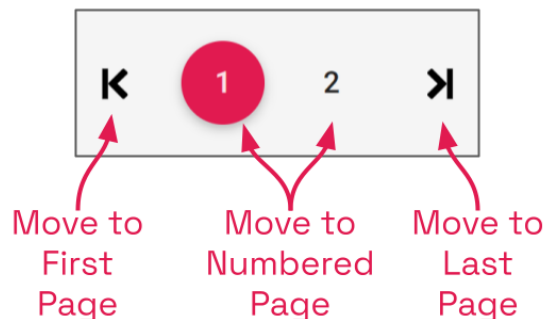 1 2
Move to Move to Move to
First Numbered Last
Page Page Page